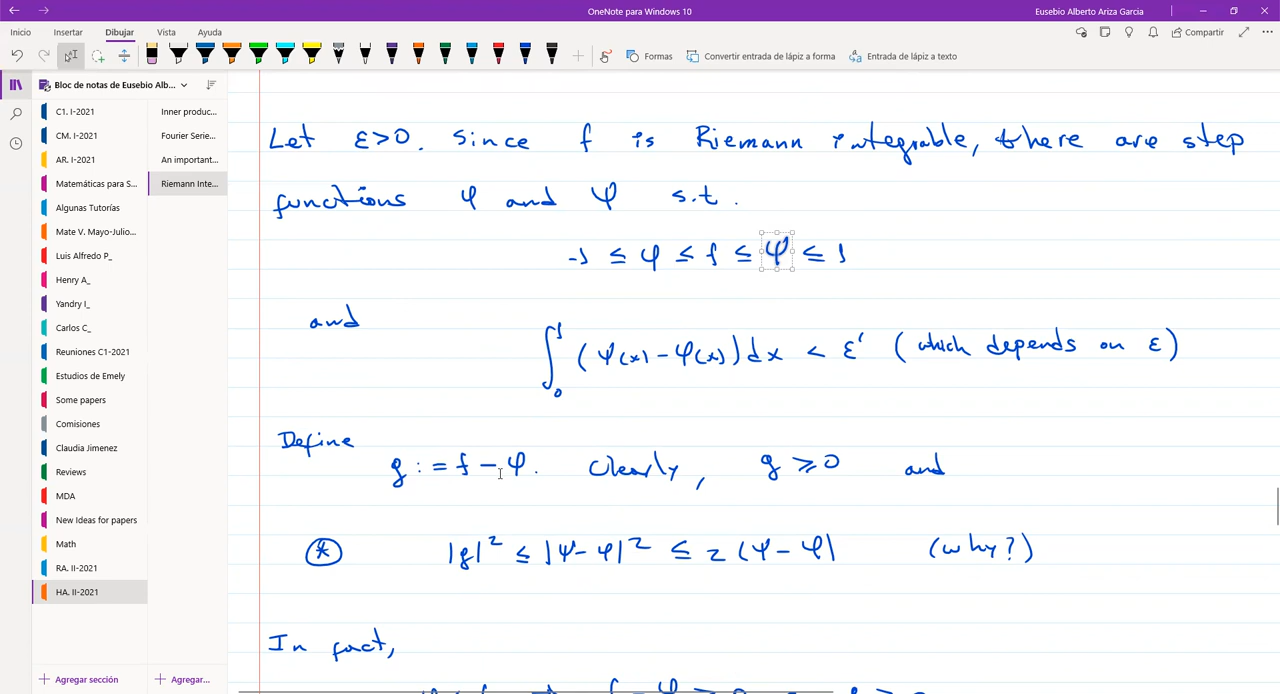 OneNote para Windows 10
Eusebio Alberto Ariza Garcia
Inicio Insertar Dibujar Vista Ayuda
Compartir
Formas Convertir entrada de lápiz a forma Entrada de lápiz a texto
Bloc de notas de Eusebio Alb...
C1. I-2021
CM. I-2021
AR. I-2021
Matemáticas para S...
Algunas Tutorías
Mate V. Mayo-Julio...
Luis Alfredo P_
Henry A_
Yandry I_
Carlos C_
Reuniones C1-2021
Estudios de Emely
Some papers
Comisiones
Claudia Jimenez
Reviews
MDA
New Ideas for papers
Math
RA. II-2021
HA. II-2021
Agregar sección
Inner produc...
Fourier Serie...
An important...
Riemann Inte...
Agregar...
Let ε>0. Since f is Riemann integrable, there are step
functions φ and ψ s.t.
-1 ≤ φ ≤ f ≤ ψ ≤ 1
and
∫₀¹ (ψ(x) - φ(x)) dx < ε' (which depends on ε)
Define
g := f - φ. Clearly, g ≥ 0 and
(*) |g|² ≤ |ψ - φ|² ≤ 2 (ψ - φ) (why?)
In fact,